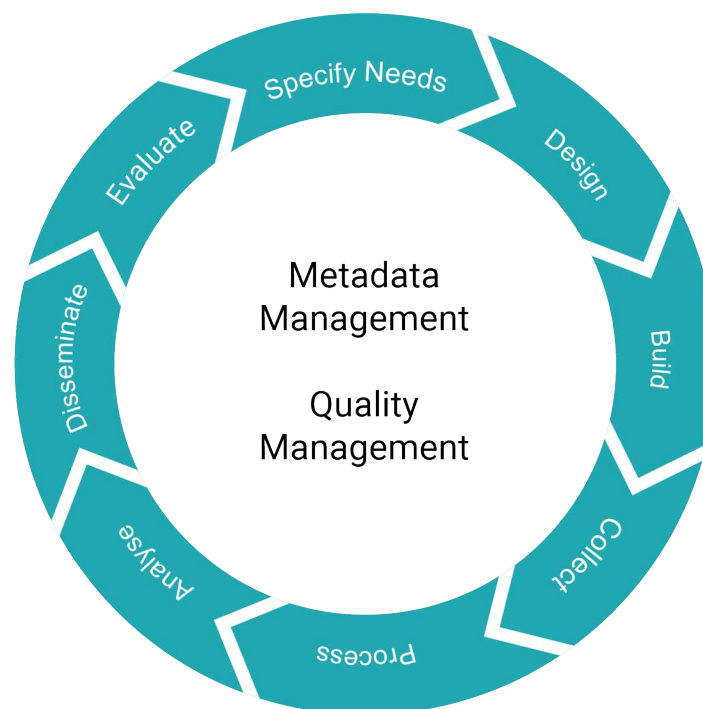 Specify Needs
Design
Build
Collect
Process
Analyse
Disseminate
Evaluate
Metadata
Management
Quality
Management